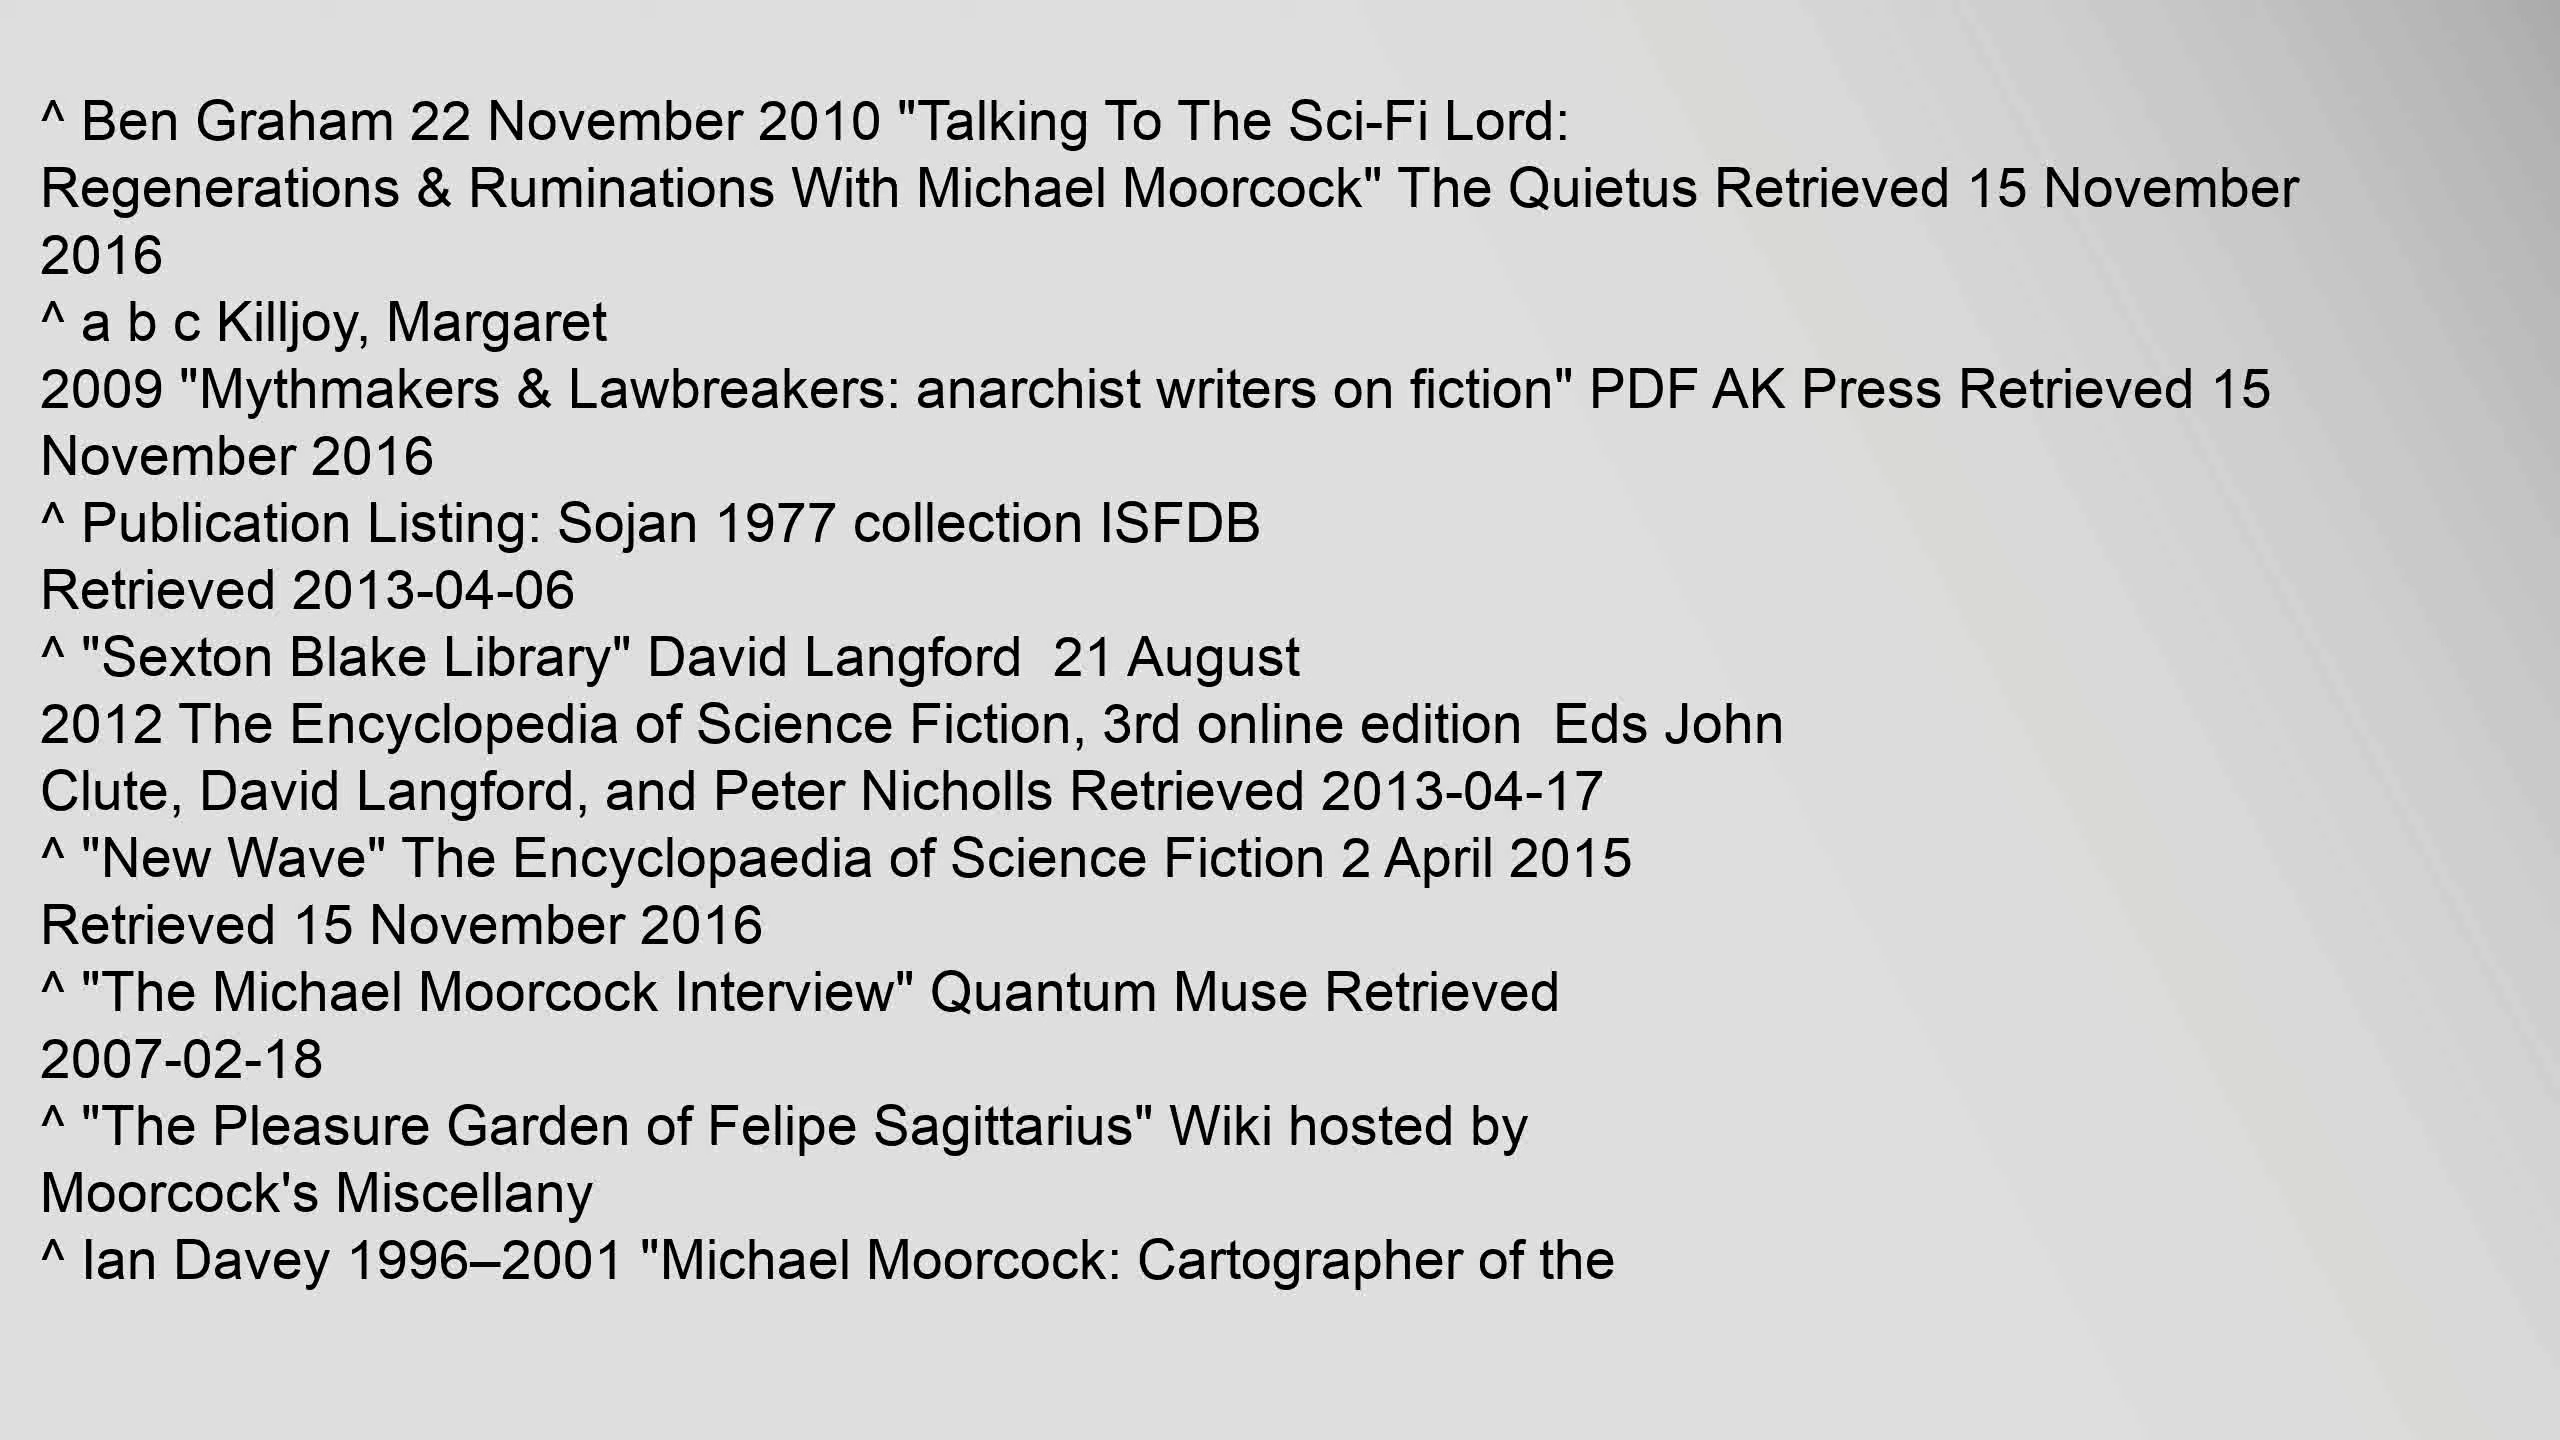 ^ Ben Graham 22 November 2010 "Talking To The Sci-Fi Lord:
Regenerations & Ruminations With Michael Moorcock" The Quietus Retrieved 15 November
2016
^ a b c Killjoy, Margaret
2009 "Mythmakers & Lawbreakers: anarchist writers on fiction" PDF AK Press Retrieved 15
November 2016
^ Publication Listing: Sojan 1977 collection ISFDB
Retrieved 2013-04-06
^ "Sexton Blake Library" David Langford  21 August
2012 The Encyclopedia of Science Fiction, 3rd online edition  Eds John
Clute, David Langford, and Peter Nicholls Retrieved 2013-04-17
^ "New Wave" The Encyclopaedia of Science Fiction 2 April 2015
Retrieved 15 November 2016
^ "The Michael Moorcock Interview" Quantum Muse Retrieved
2007-02-18
^ "The Pleasure Garden of Felipe Sagittarius" Wiki hosted by
Moorcock's Miscellany
^ Ian Davey 1996–2001 "Michael Moorcock: Cartographer of the